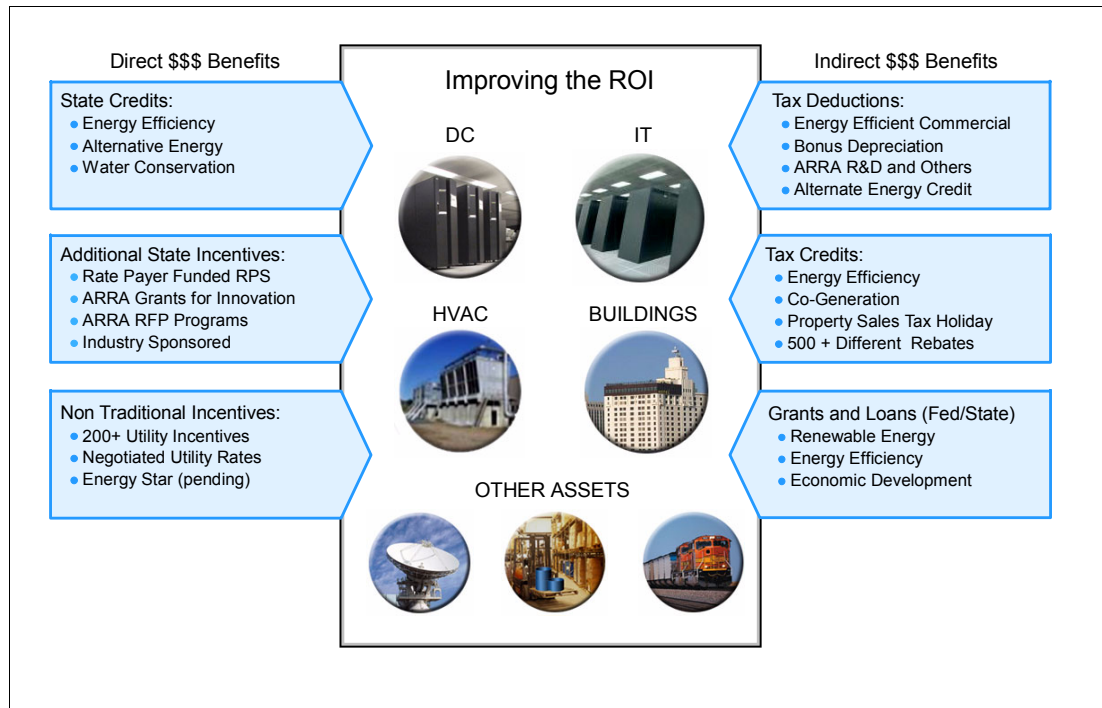 Direct $$$ Benefits
State Credits:
Energy Efficiency
Alternative Energy
Water Conservation
Additional State Incentives:
Rate Payer Funded RPS
ARRA Grants for Innovation
ARRA RFP Programs
Industry Sponsored
Non Traditional Incentives:
200+ Utility Incentives
Negotiated Utility Rates
Energy Star (pending)
Improving the ROI
DC
IT
HVAC
BUILDINGS
OTHER ASSETS
Indirect $$$ Benefits
Tax Deductions:
Energy Efficient Commercial
Bonus Depreciation
ARRA R&D and Others
Alternate Energy Credit
Tax Credits:
Energy Efficiency
Co-Generation
Property Sales Tax Holiday
500 + Different Rebates
Grants and Loans (Fed/State)
Renewable Energy
Energy Efficiency
Economic Development